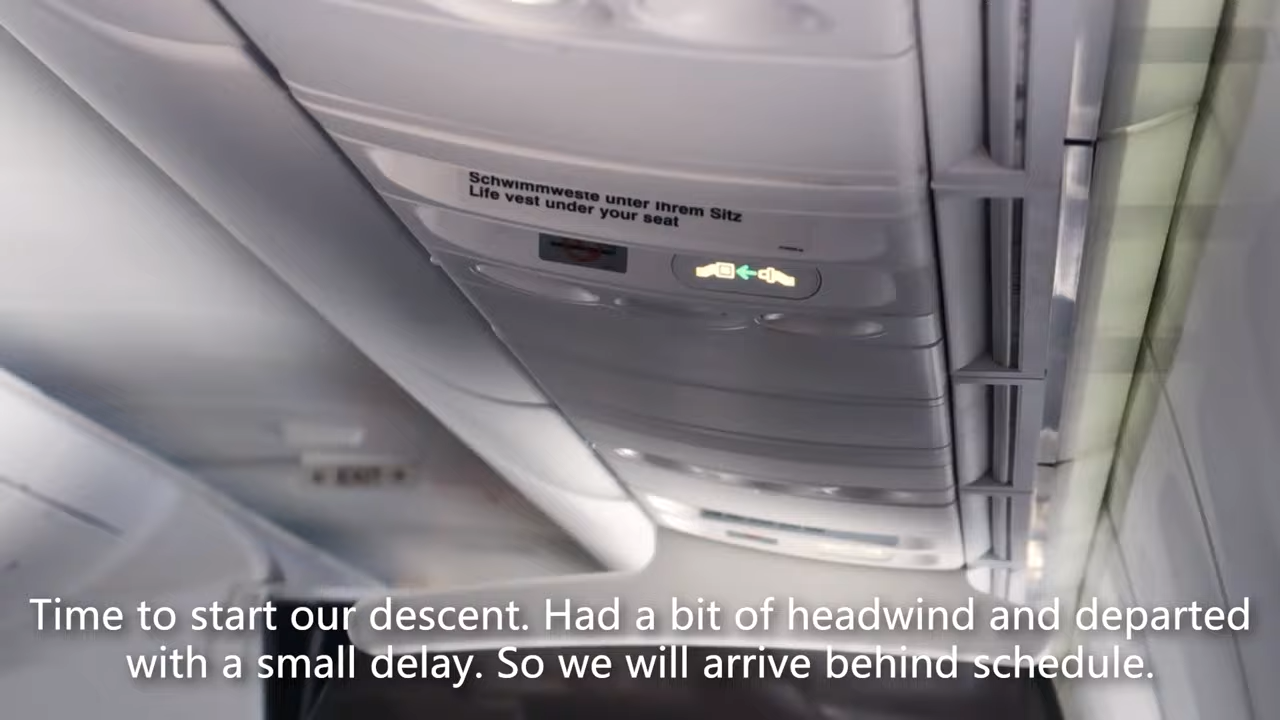 Schwimmweste unter Ihrem Sitz
Life vest under your seat
EXIT
Time to start our descent. Had a bit of headwind and departed
with a small delay. So we will arrive behind schedule.